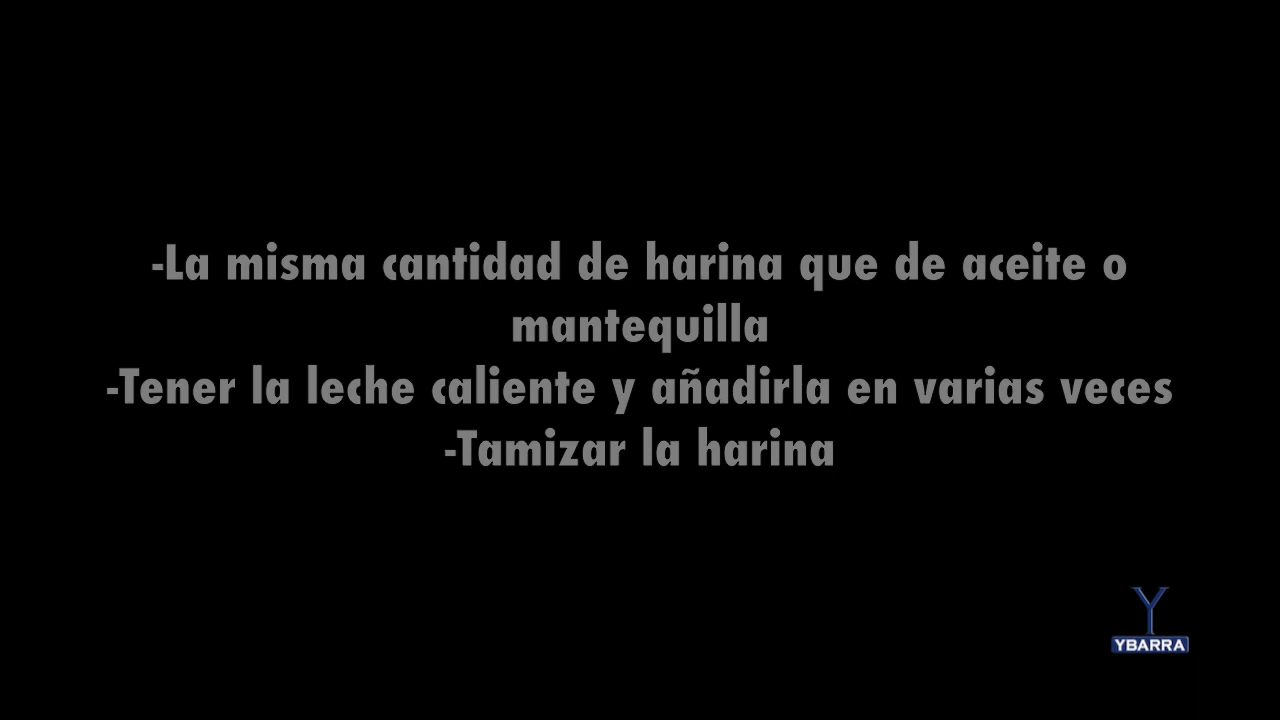 -La misma cantidad de harina que de aceite o
mantequilla
-Tener la leche caliente y añadirla en varias veces
-Tamizar la harina
Y
YBARRA